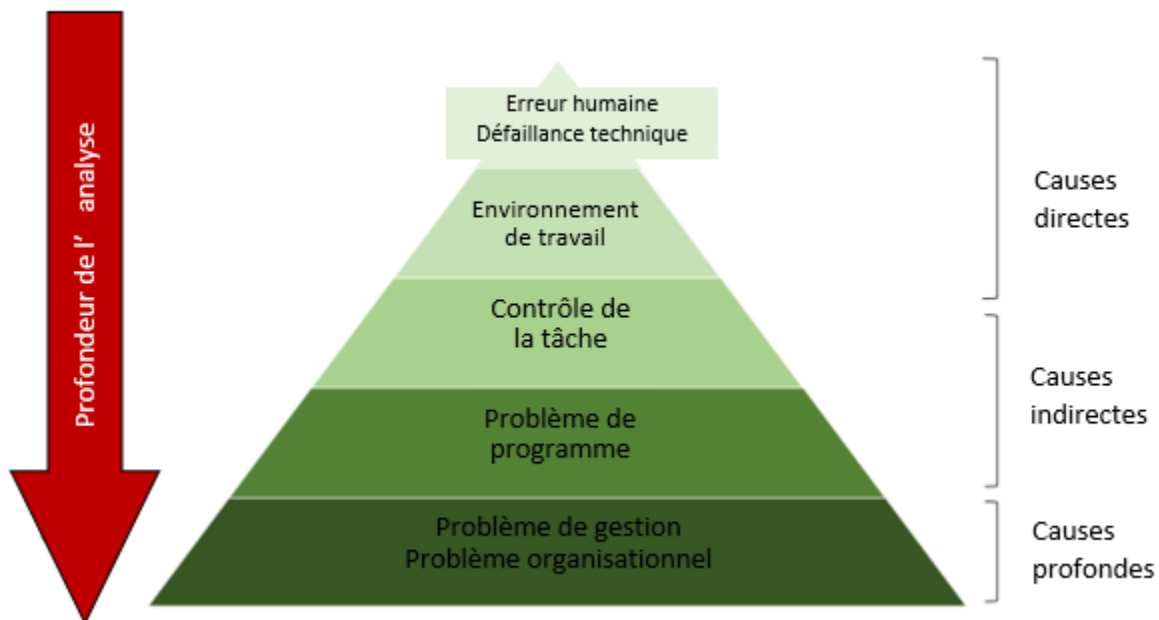 Profondeur de l’ analyse
Erreur humaine
Défaillance technique
Environnement
de travail
Contrôle de
la tâche
Problème de
programme
Problème de gestion
Problème organisationnel
Causes
directes
Causes
indirectes
Causes
profondes